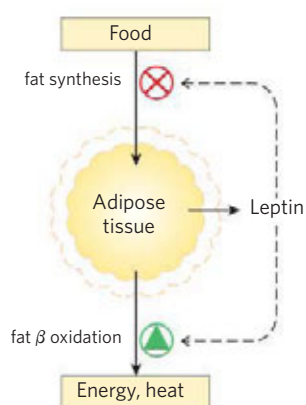 Food
fat synthesis
Adipose
tissue
Leptin
fat β oxidation
Energy, heat